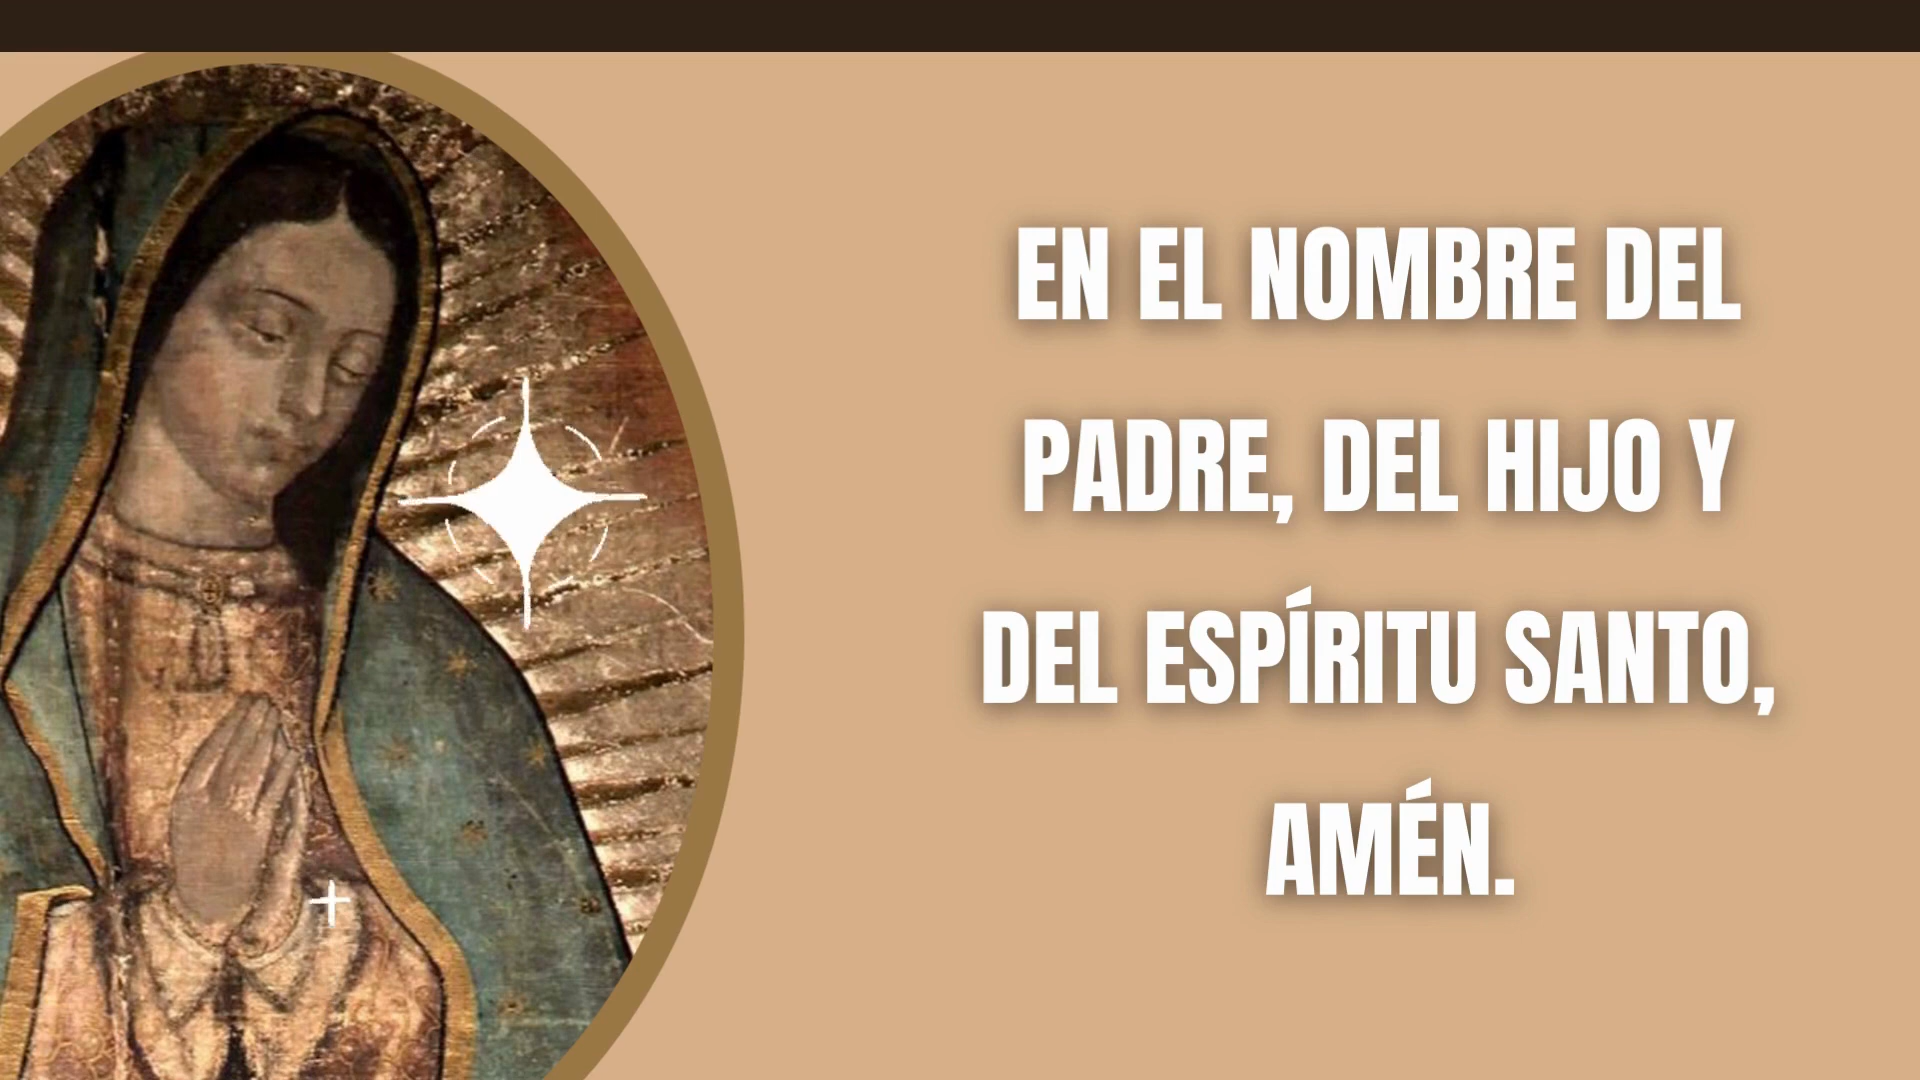 EN EL NOMBRE DEL
PADRE, DEL HIJO Y
DEL ESPÍRITU SANTO,
AMÉN.